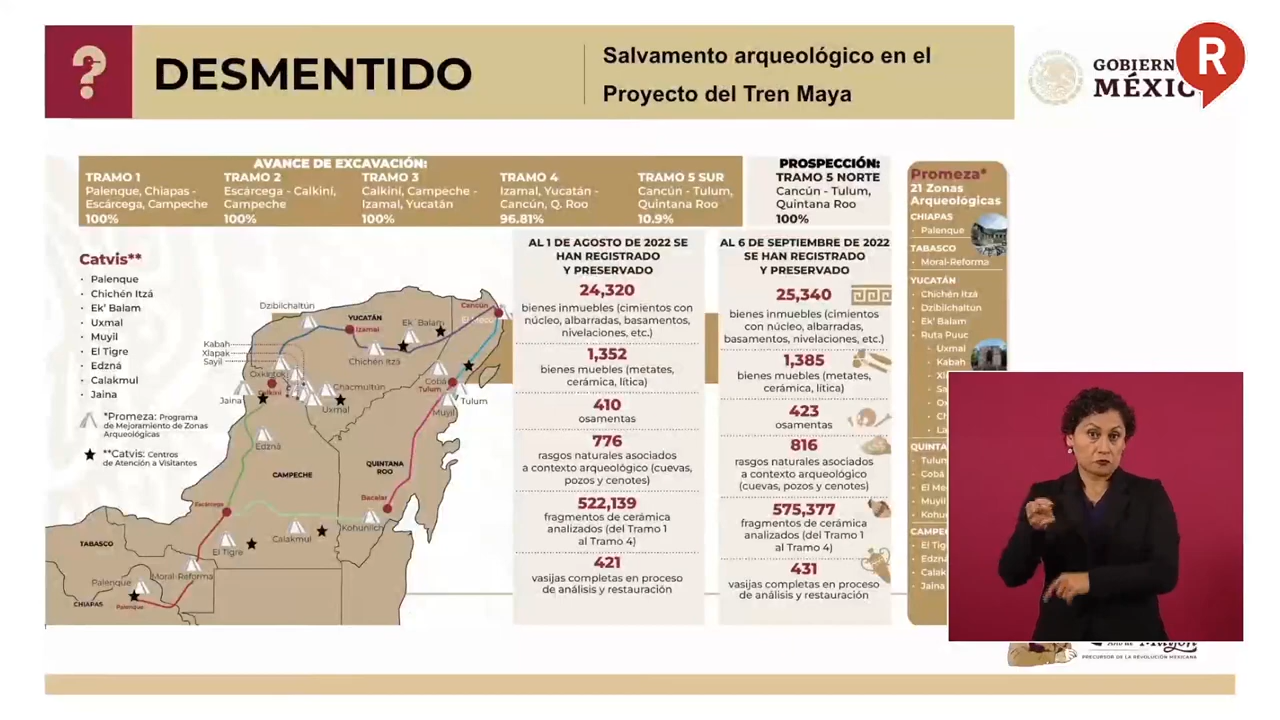 ?
DESMENTIDO
Salvamento arqueológico en el
Proyecto del Tren Maya
GOBIERNO
MÉXIC
R
AVANCE DE EXCAVACIÓN:
TRAMO 1
Palenque, Chiapas -
Escárcega, Campeche
100%
TRAMO 2
Escárcega - Calkiní,
Campeche
100%
TRAMO 3
Calkiní, Campeche -
Izamal, Yucatán
100%
TRAMO 4
Izamal, Yucatán -
Cancún, Q. Roo
96.81%
TRAMO 5 SUR
Cancún - Tulum,
Quintana Roo
10.9%
PROSPECCIÓN:
TRAMO 5 NORTE
Cancún - Tulum,
Quintana Roo
100%
Catvis**
· Palenque
· Chichén Itzá
· Ek' Balam
· Uxmal
· Muyil
· El Tigre
· Edzná
· Calakmul
· Jaina
*Promeza: Programa
de Mejoramiento de Zonas
Arqueológicas
**Catvis: Centros
de Atención a Visitantes
Dzibilchaltún
YUCATÁN
Izamal
Cancún
El Meco
Ek' Balam
Chichén Itzá
Kabah
Xlapak
Sayil
Oxkintok
Calkiní
Jaina
Chacmultún
Uxmal
Cobá
Tulum
Tulum
Muyil
Edzná
CAMPECHE
QUINTANA
ROO
Bacalar
Kohunlich
Escárcega
El Tigre
Calakmul
TABASCO
Moral-Reforma
Palenque
Palenque
CHIAPAS
AL 1 DE AGOSTO DE 2022 SE
HAN REGISTRADO
Y PRESERVADO
24,320
bienes inmuebles (cimientos con
núcleo, albarradas, basamentos,
nivelaciones, etc.)
1,352
bienes muebles (metates,
cerámica, lítica)
410
osamentas
776
rasgos naturales asociados
a contexto arqueológico (cuevas,
pozos y cenotes)
522,139
fragmentos de cerámica
analizados (del Tramo 1
al Tramo 4)
421
vasijas completas en proceso
de análisis y restauración
AL 6 DE SEPTIEMBRE DE 2022
SE HAN REGISTRADO
Y PRESERVADO
25,340
bienes inmuebles (cimientos
con núcleo, albarradas,
basamentos, nivelaciones, etc.)
1,385
bienes muebles (metates,
cerámica, lítica)
423
osamentas
816
rasgos naturales asociados
a contexto arqueológico
(cuevas, pozos y cenotes)
575,377
fragmentos de cerámica
analizados (del Tramo 1
al Tramo 4)
431
vasijas completas en proceso
de análisis y restauración
Promeza*
21 Zonas
Arqueológicas
CHIAPAS
· Palenque
TABASCO
· Moral-Reforma
YUCATÁN
· Chichén Itzá
· Dzibilchaltun
· Ek' Balam
· Ruta Puuc
· Uxmal
· Kabah
QUINTA
· Tulum
· Cobá
· El Me
· Muyil
· Kohu
CAMPEC
· El Tig
· Edzná
· Calak
· Jaina
PRECURSOR DE LA REVOLUCIÓN MEXICANA